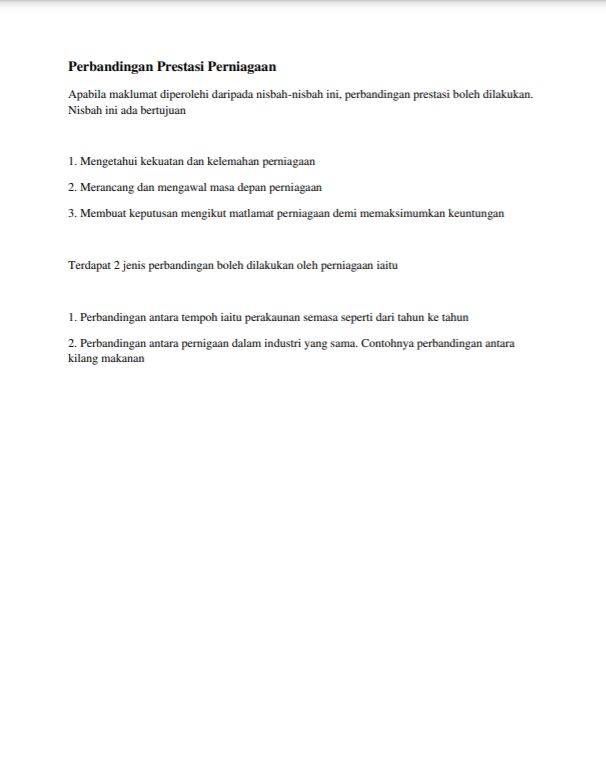 Perbandingan Prestasi Perniagaan
Apabila maklumat diperolehi daripada nisbah-nisbah ini, perbandingan prestasi boleh dilakukan.
Nisbah ini ada bertujuan
1. Mengetahui kekuatan dan kelemahan perniagaan
2. Merancang dan mengawal masa depan perniagaan
3. Membuat keputusan mengikut matlamat perniagaan demi memaksimumkan keuntungan
Terdapat 2 jenis perbandingan boleh dilakukan oleh perniagaan iaitu
1. Perbandingan antara tempoh iaitu perakaunan semasa seperti dari tahun ke tahun
2. Perbandingan antara pernigaan dalam industri yang sama. Contohnya perbandingan antara
kilang makanan